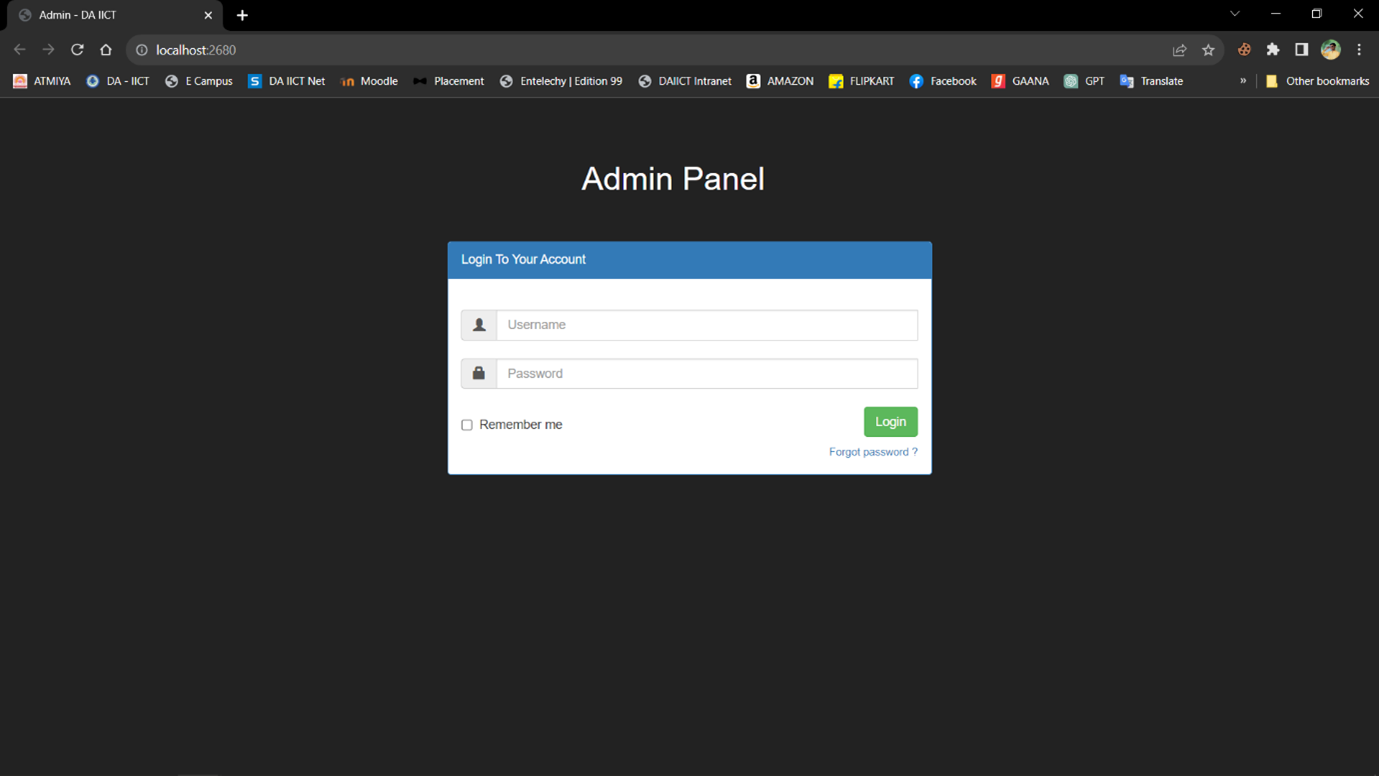 Admin - DA IICT
localhost:2680
ATMIYA DA - IICT E Campus DA IICT Net Moodle Placement Entelechy | Edition 99 DAIICT Intranet AMAZON FLIPKART Facebook GAANA GPT Translate » Other bookmarks
Admin Panel
Login To Your Account
Username
Password
Remember me Login
Forgot password ?